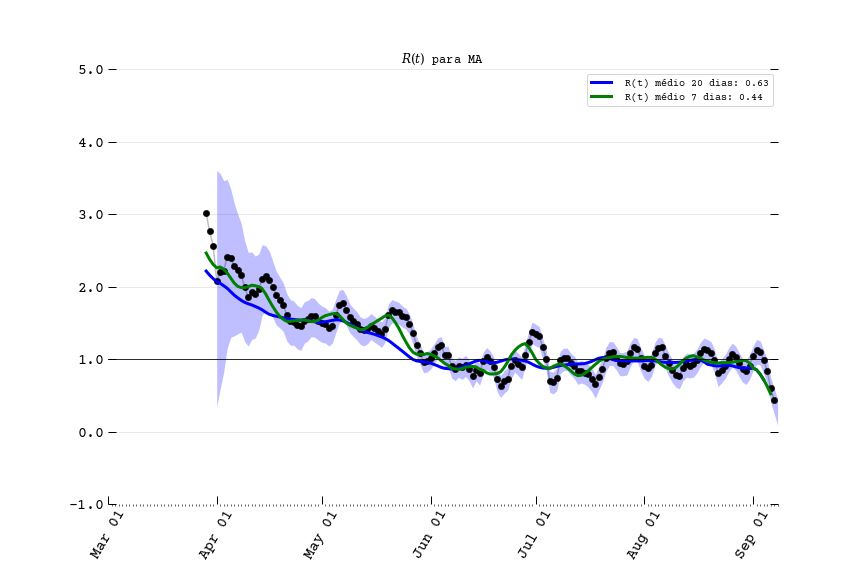 R(t) para MA
5.0
R(t) médio 20 dias: 0.63
R(t) médio 7 dias: 0.44
4.0
3.0
2.0
1.0
0.0
-1.0
Mar 01
Apr 01
May 01
Jun 01
Jul 01
Aug 01
Sep 01